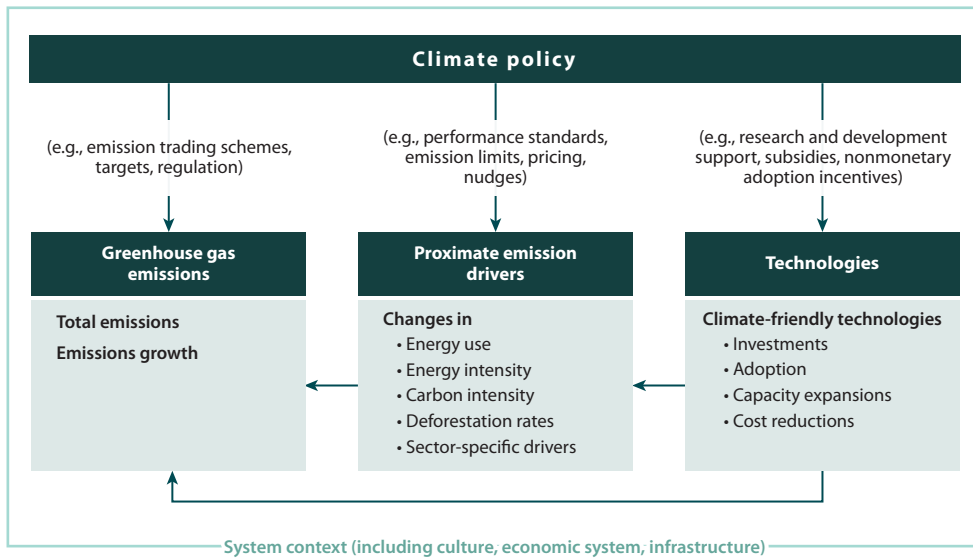 Climate policy
(e.g., emission trading schemes,
targets, regulation)
(e.g., performance standards,
emission limits, pricing,
nudges)
(e.g., research and development
support, subsidies, nonmonetary
adoption incentives)
Greenhouse gas
emissions
Total emissions
Emissions growth
Proximate emission
drivers
Changes in
• Energy use
• Energy intensity
• Carbon intensity
• Deforestation rates
• Sector-specific drivers
Technologies
Climate-friendly technologies
• Investments
• Adoption
• Capacity expansions
• Cost reductions
System context (including culture, economic system, infrastructure)